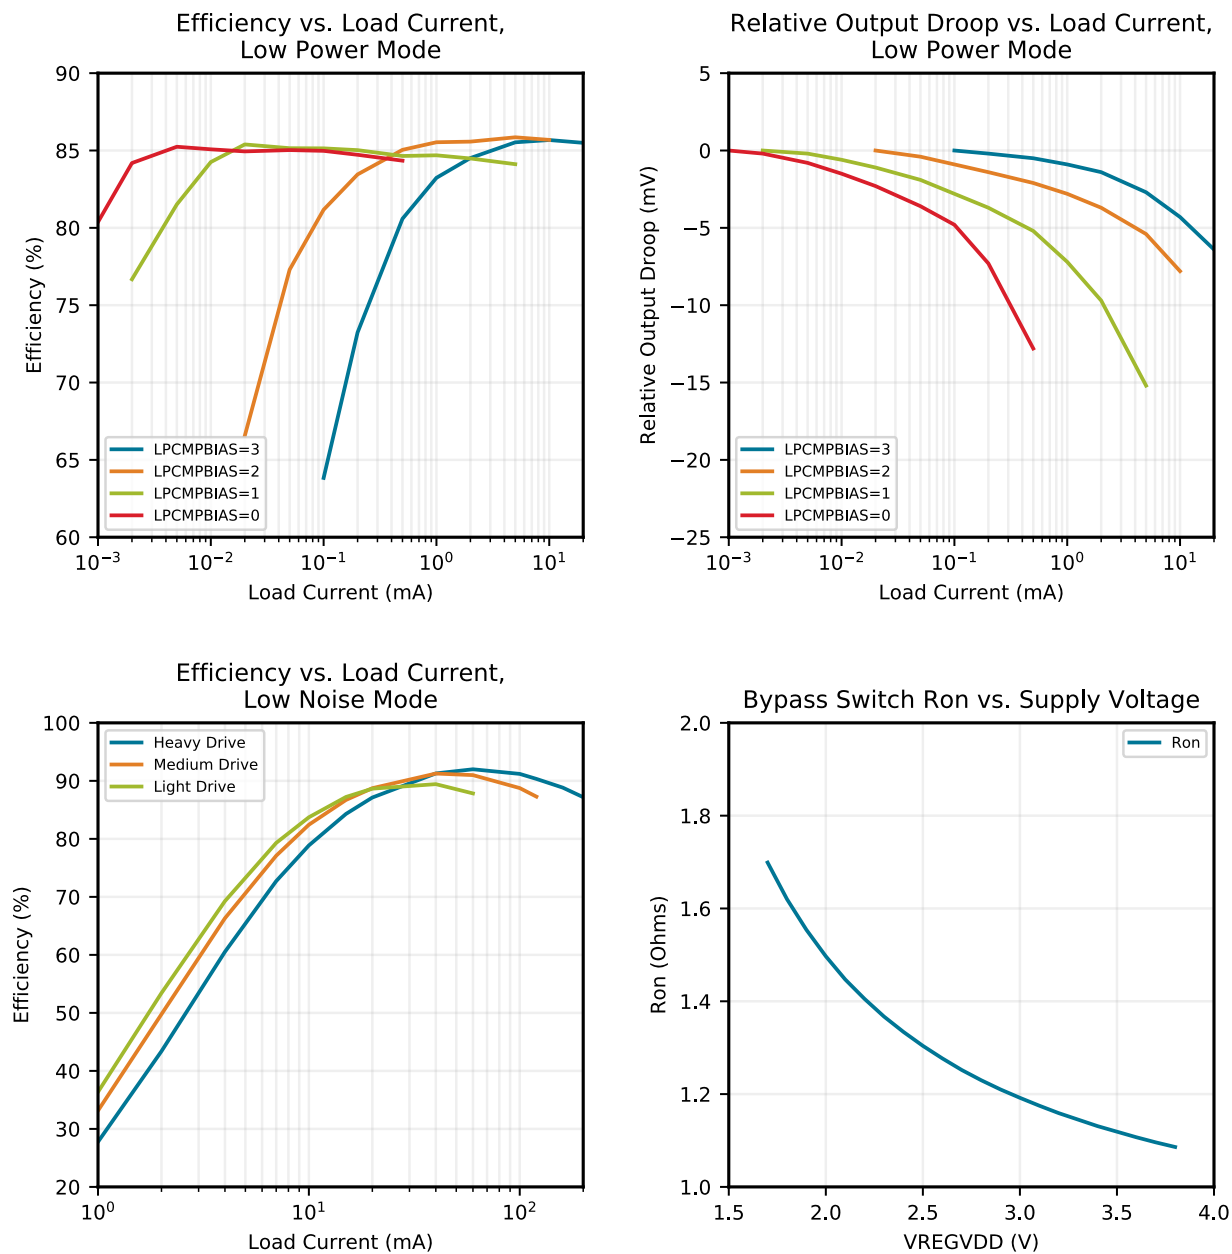 Efficiency vs. Load Current,
Low Power Mode
90
85
80
75
70
65
60
Efficiency (%)
LPCMPBIAS=3
LPCMPBIAS=2
LPCMPBIAS=1
LPCMPBIAS=0
10⁻³ 10⁻² 10⁻¹ 10⁰ 10¹
Load Current (mA)
Relative Output Droop vs. Load Current,
Low Power Mode
5
0
−5
−10
−15
−20
−25
Relative Output Droop (mV)
LPCMPBIAS=3
LPCMPBIAS=2
LPCMPBIAS=1
LPCMPBIAS=0
10⁻³ 10⁻² 10⁻¹ 10⁰ 10¹
Load Current (mA)
Efficiency vs. Load Current,
Low Noise Mode
100
90
80
70
60
50
40
30
20
Efficiency (%)
Heavy Drive
Medium Drive
Light Drive
10⁰ 10¹ 10²
Load Current (mA)
Bypass Switch Ron vs. Supply Voltage
2.0
1.8
1.6
1.4
1.2
1.0
Ron (Ohms)
Ron
1.5 2.0 2.5 3.0 3.5 4.0
VREGVDD (V)